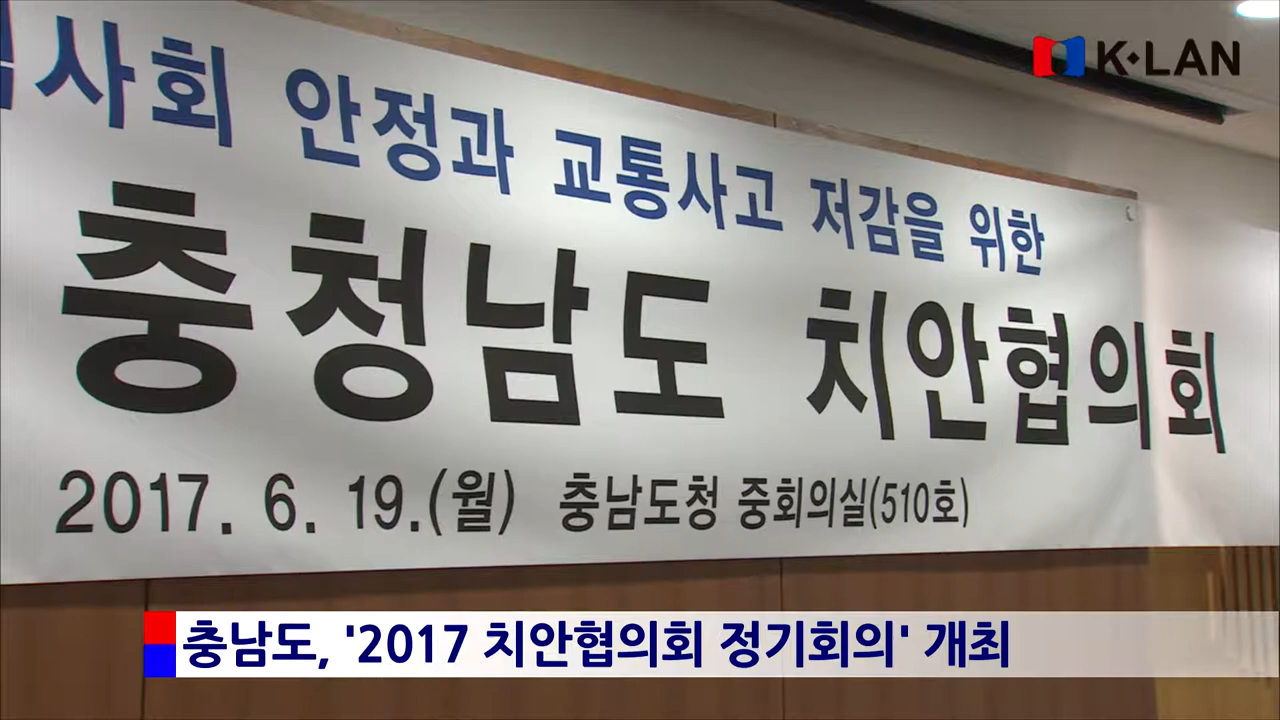 K·LAN
사회 안정과 교통사고 저감을 위한
충청남도 치안협의회
2017. 6. 19.(월) 충남도청 중회의실(510호)
충남도, '2017 치안협의회 정기회의' 개최